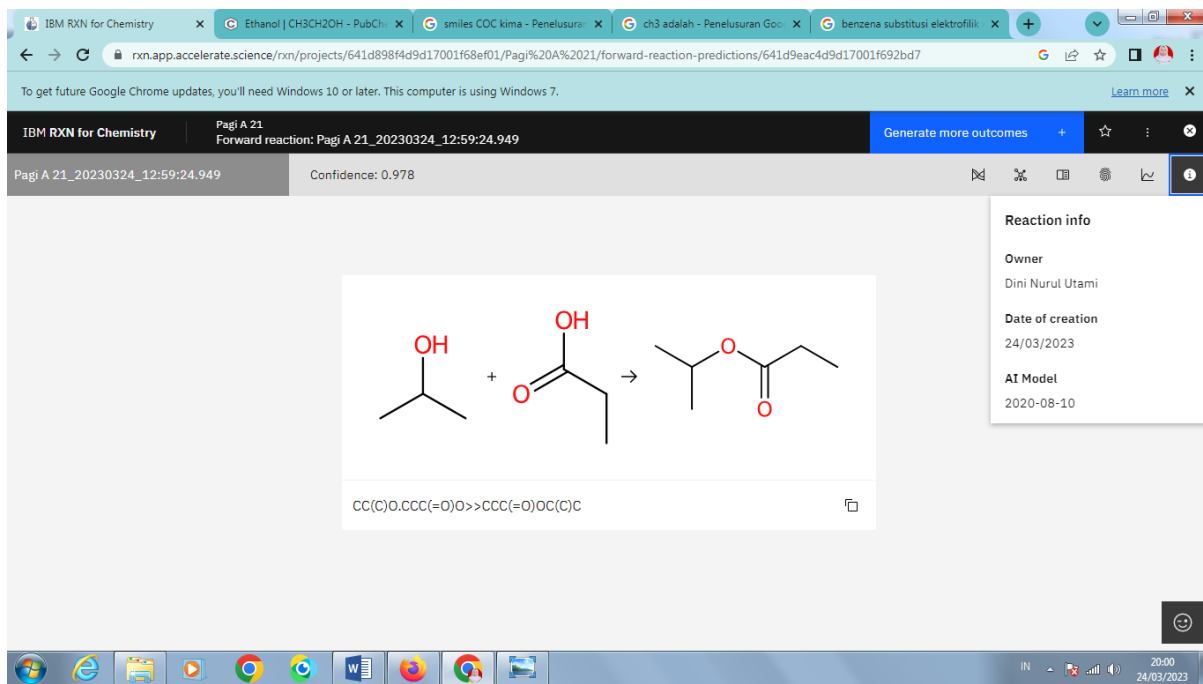 IBM RXN for Chemistry
Ethanol | CH3CH2OH - PubChe
smiles COC kima - Penelusuran
ch3 adalah - Penelusuran Goo
benzena substitusi elektrofilik
rxn.app.accelerate.science/rxn/projects/641d898f4d9d17001f68ef01/Pagi%20A%2021/forward-reaction-predictions/641d9eac4d9d17001f692bd7
To get future Google Chrome updates, you'll need Windows 10 or later. This computer is using Windows 7.
Learn more
IBM RXN for Chemistry
Pagi A 21
Forward reaction: Pagi A 21_20230324_12:59:24.949
Generate more outcomes +
Pagi A 21_20230324_12:59:24.949
Confidence: 0.978
Reaction info
Owner
Dini Nurul Utami
Date of creation
24/03/2023
AI Model
2020-08-10
OH
+
O
OH
→
O
O
CC(C)O.CCC(=O)O>>CCC(=O)OC(C)C
IN
20:00
24/03/2023